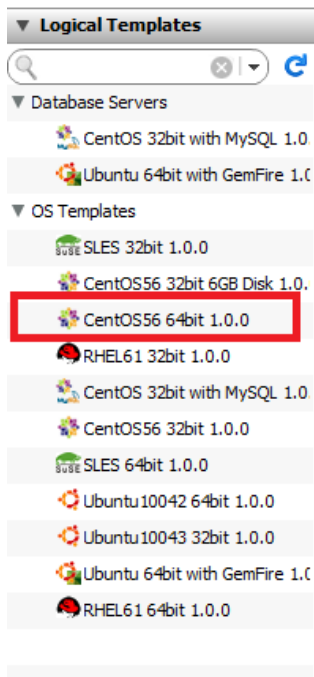 Logical Templates
Database Servers
CentOS 32bit with MySQL 1.0
Ubuntu 64bit with GemFire 1.0
OS Templates
SUSE SLES 32bit 1.0.0
CentOS56 32bit 6GB Disk 1.0.
CentOS56 64bit 1.0.0
RHEL61 32bit 1.0.0
CentOS 32bit with MySQL 1.0
CentOS56 32bit 1.0.0
SUSE SLES 64bit 1.0.0
Ubuntu10042 64bit 1.0.0
Ubuntu10043 32bit 1.0.0
Ubuntu 64bit with GemFire 1.0
RHEL61 64bit 1.0.0